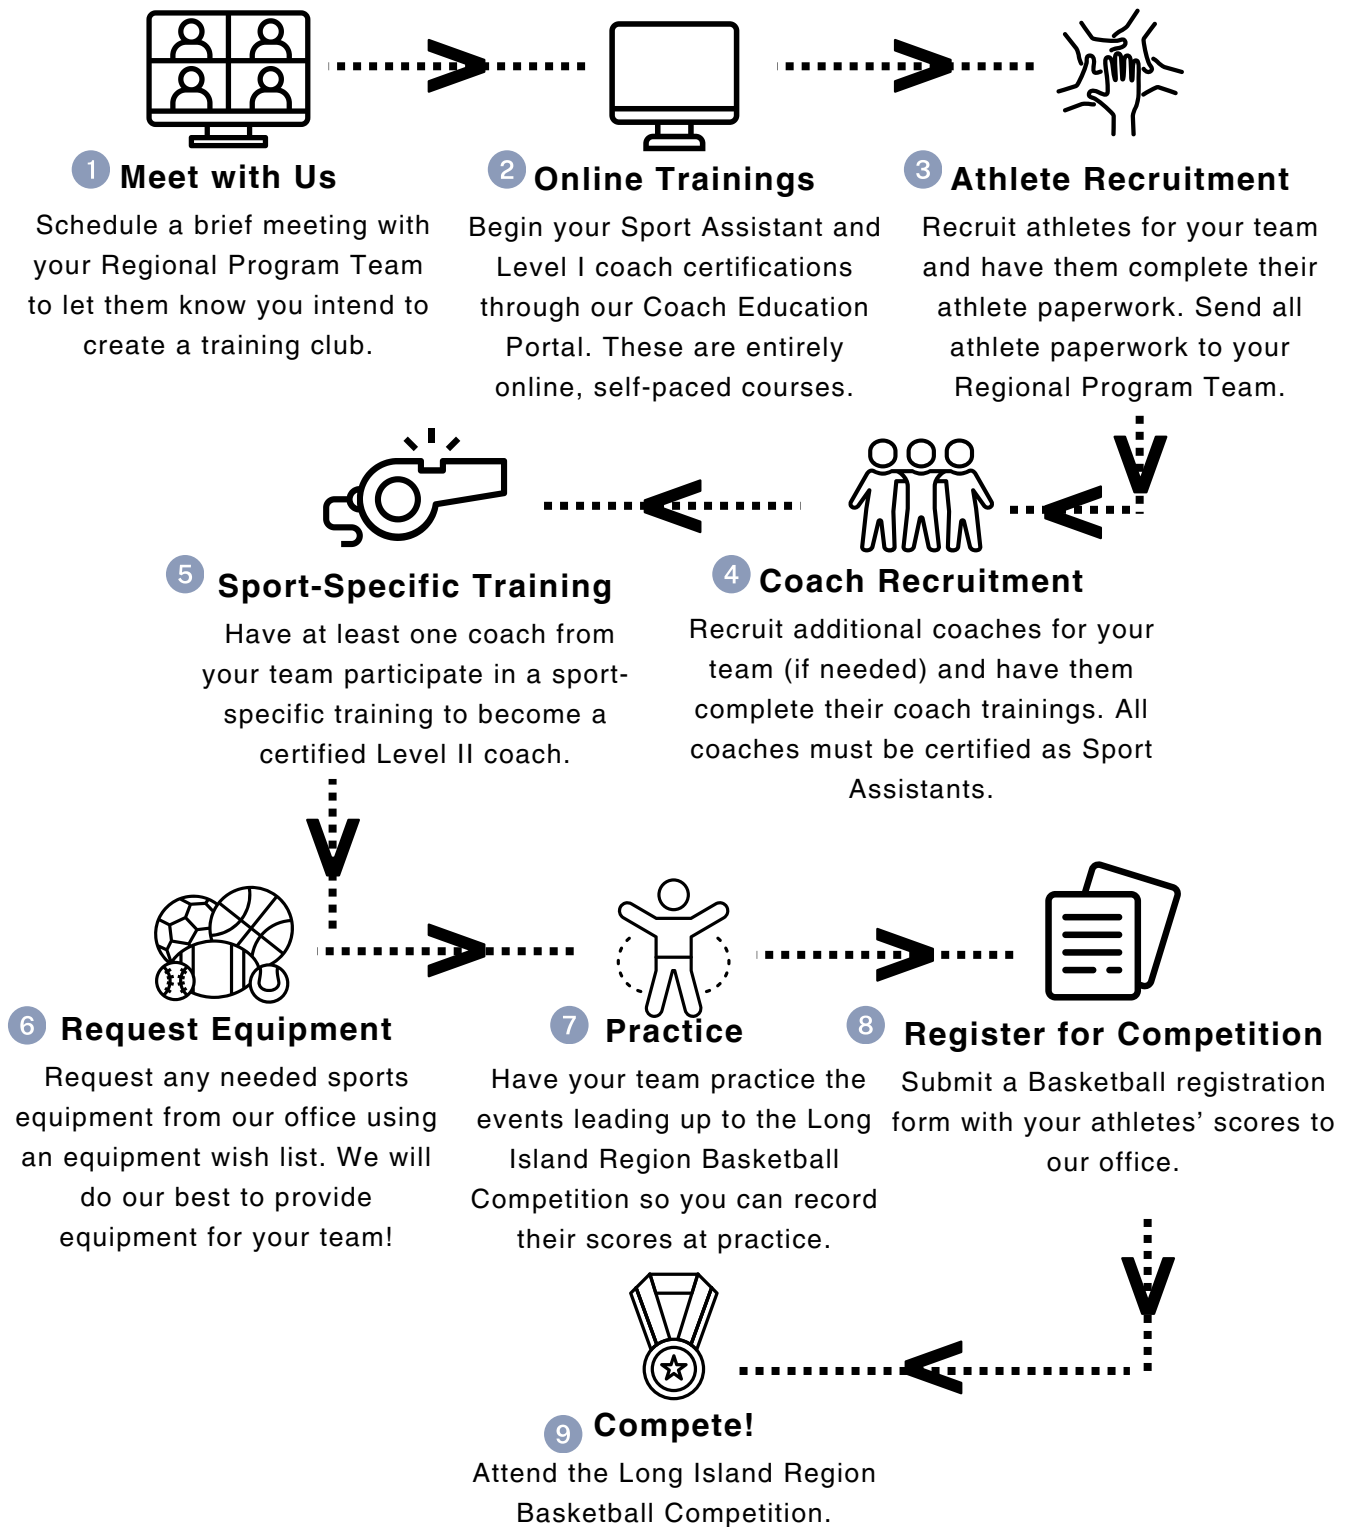 1 Meet with Us
Schedule a brief meeting with
your Regional Program Team
to let them know you intend to
create a training club.
2 Online Trainings
Begin your Sport Assistant and
Level I coach certifications
through our Coach Education
Portal. These are entirely
online, self-paced courses.
3 Athlete Recruitment
Recruit athletes for your team
and have them complete their
athlete paperwork. Send all
athlete paperwork to your
Regional Program Team.
4 Coach Recruitment
Recruit additional coaches for your
team (if needed) and have them
complete their coach trainings. All
coaches must be certified as Sport
Assistants.
5 Sport-Specific Training
Have at least one coach from
your team participate in a sport-
specific training to become a
certified Level II coach.
6 Request Equipment
Request any needed sports
equipment from our office using
an equipment wish list. We will
do our best to provide
equipment for your team!
7 Practice
Have your team practice the
events leading up to the Long
Island Region Basketball
Competition so you can record
their scores at practice.
8 Register for Competition
Submit a Basketball registration
form with your athletes’ scores to
our office.
9 Compete!
Attend the Long Island Region
Basketball Competition.